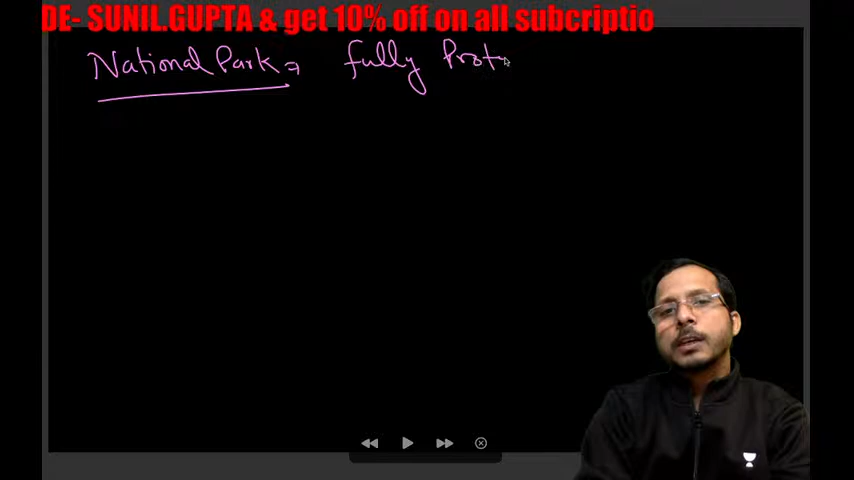 DE- SUNIL.GUPTA & get 10% off on all subcriptio
National Park ⇒ fully Prot